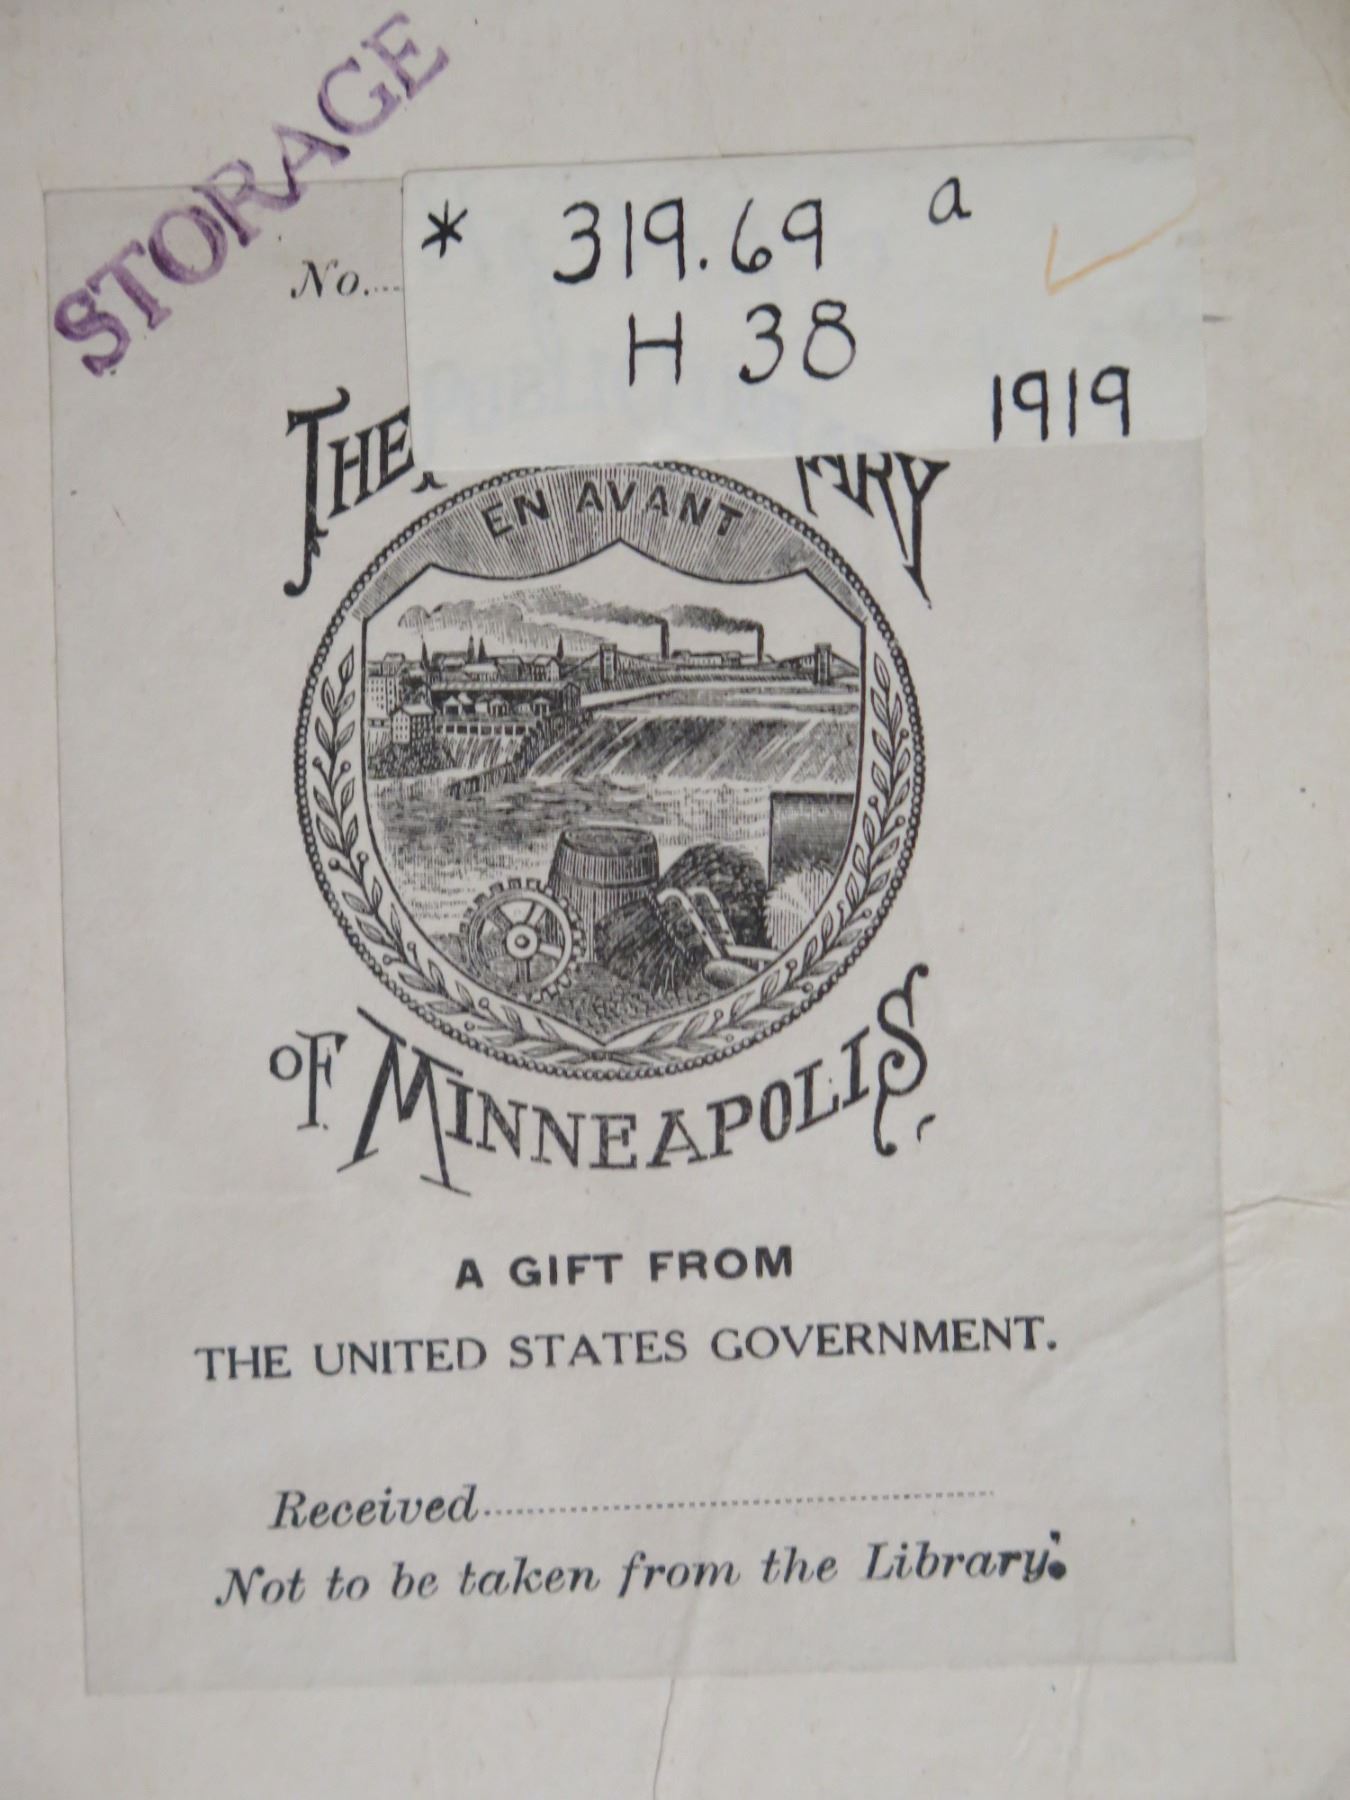 STORAGE
* 319.69 a
No.....
H 38
1919
THE
EN AVANT
OF MINNEAPOLIS.
A GIFT FROM
THE UNITED STATES GOVERNMENT.
Received..........
Not to be taken from the Library.